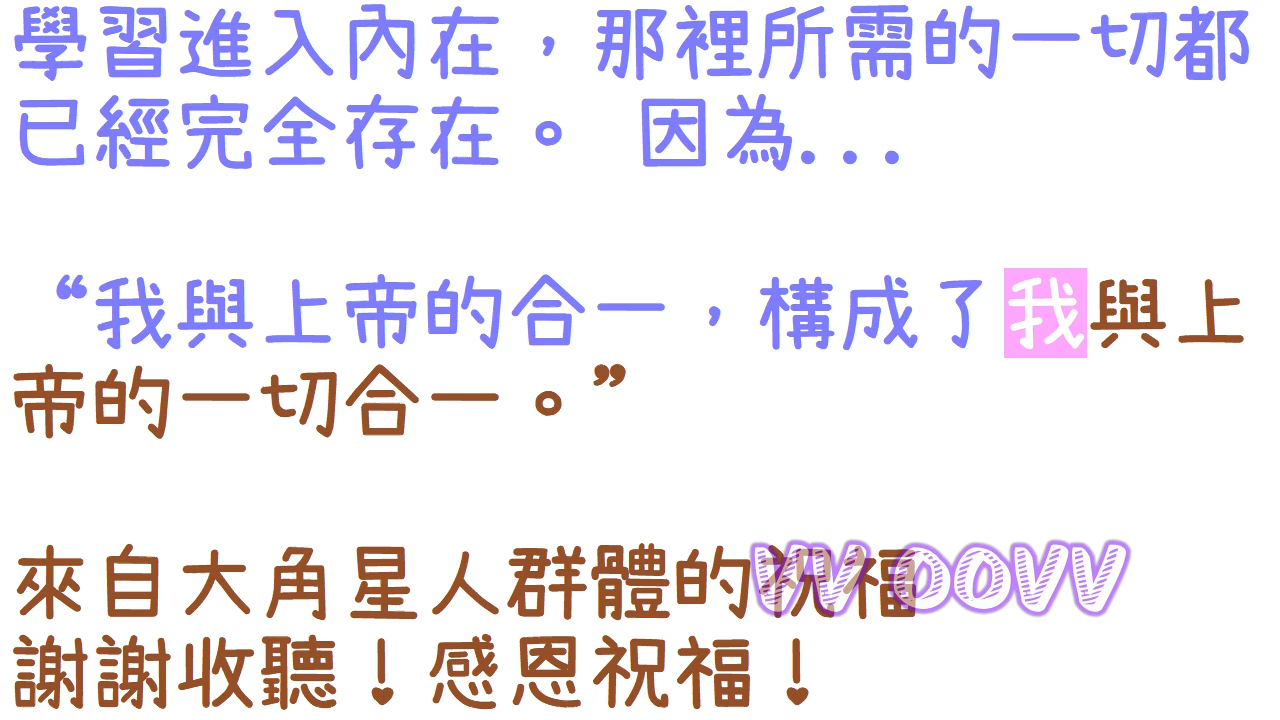 學習進入內在，那裡所需的一切都
已經完全存在。 因為...
“我與上帝的合一，構成了我與上
帝的一切合一。”
來自大角星人群體的祝福
VV OOVV
謝謝收聽！感恩祝福！